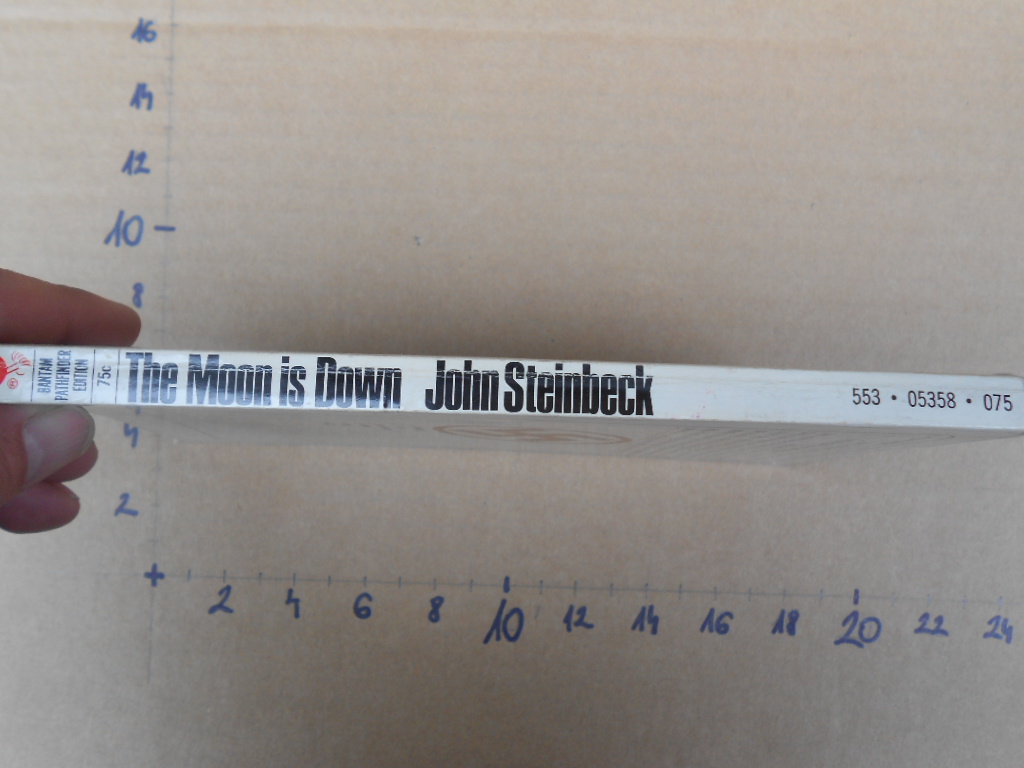 16
14
12
10
8
®
BANTAM
PATHFINDER
EDITION
75c
The Moon is Down John Steinbeck
553 • 05358 • 075
4
2
2 4 6 8 10 12 14 16 18 20 22 24